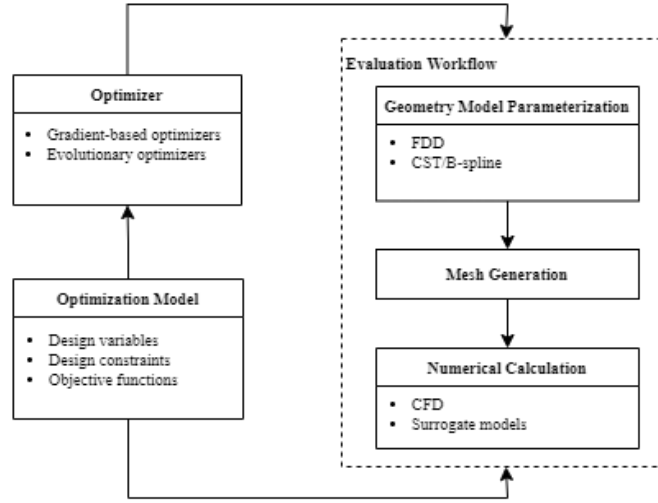 Optimizer
• Gradient-based optimizers
• Evolutionary optimizers
Optimization Model
• Design variables
• Design constraints
• Objective functions
Evaluation Workflow
Geometry Model Parameterization
• FDD
• CST/B-spline
Mesh Generation
Numerical Calculation
• CFD
• Surrogate models